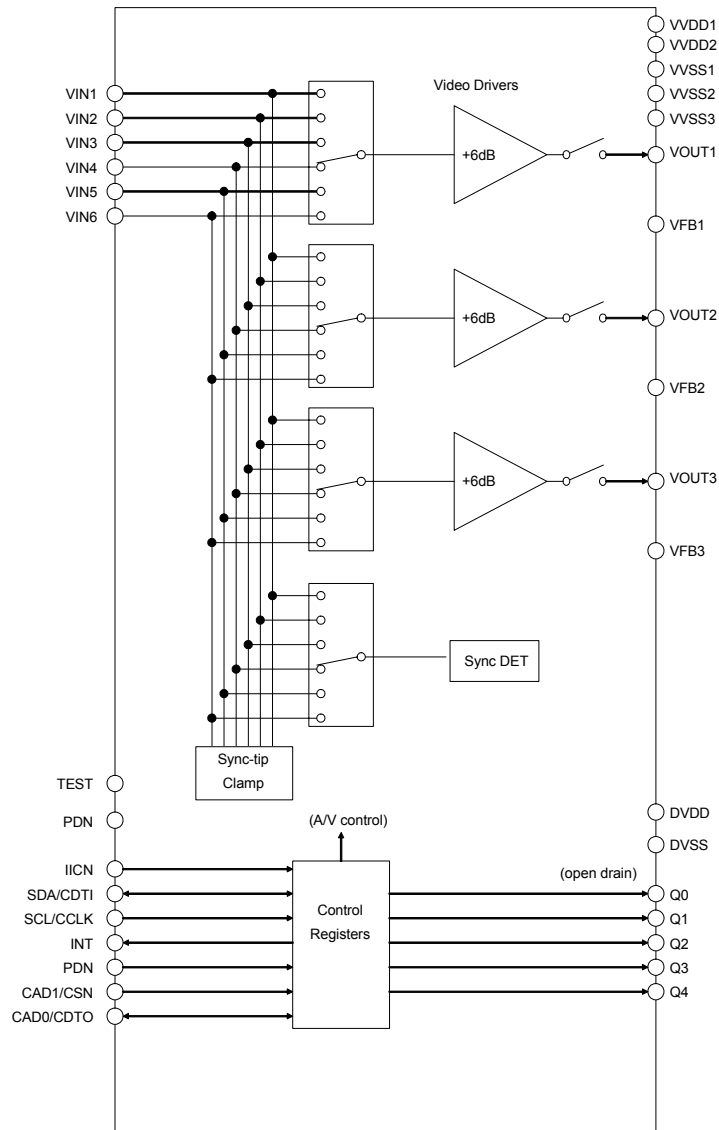 VVDD1
VVDD2
VVSS1
VIN1
Video Drivers
VVSS2
VIN2
VVSS3
VIN3
+6dB
VOUT1
VIN4
VIN5
VIN6
VFB1
+6dB
VOUT2
VFB2
+6dB
VOUT3
VFB3
Sync DET
Sync-tip
Clamp
TEST
PDN
(A/V control)
DVDD
DVSS
IICN
(open drain)
SDA/CDTI
Q0
SCL/CCLK
Control
Registers
Q1
INT
Q2
PDN
Q3
CAD1/CSN
Q4
CAD0/CDTO